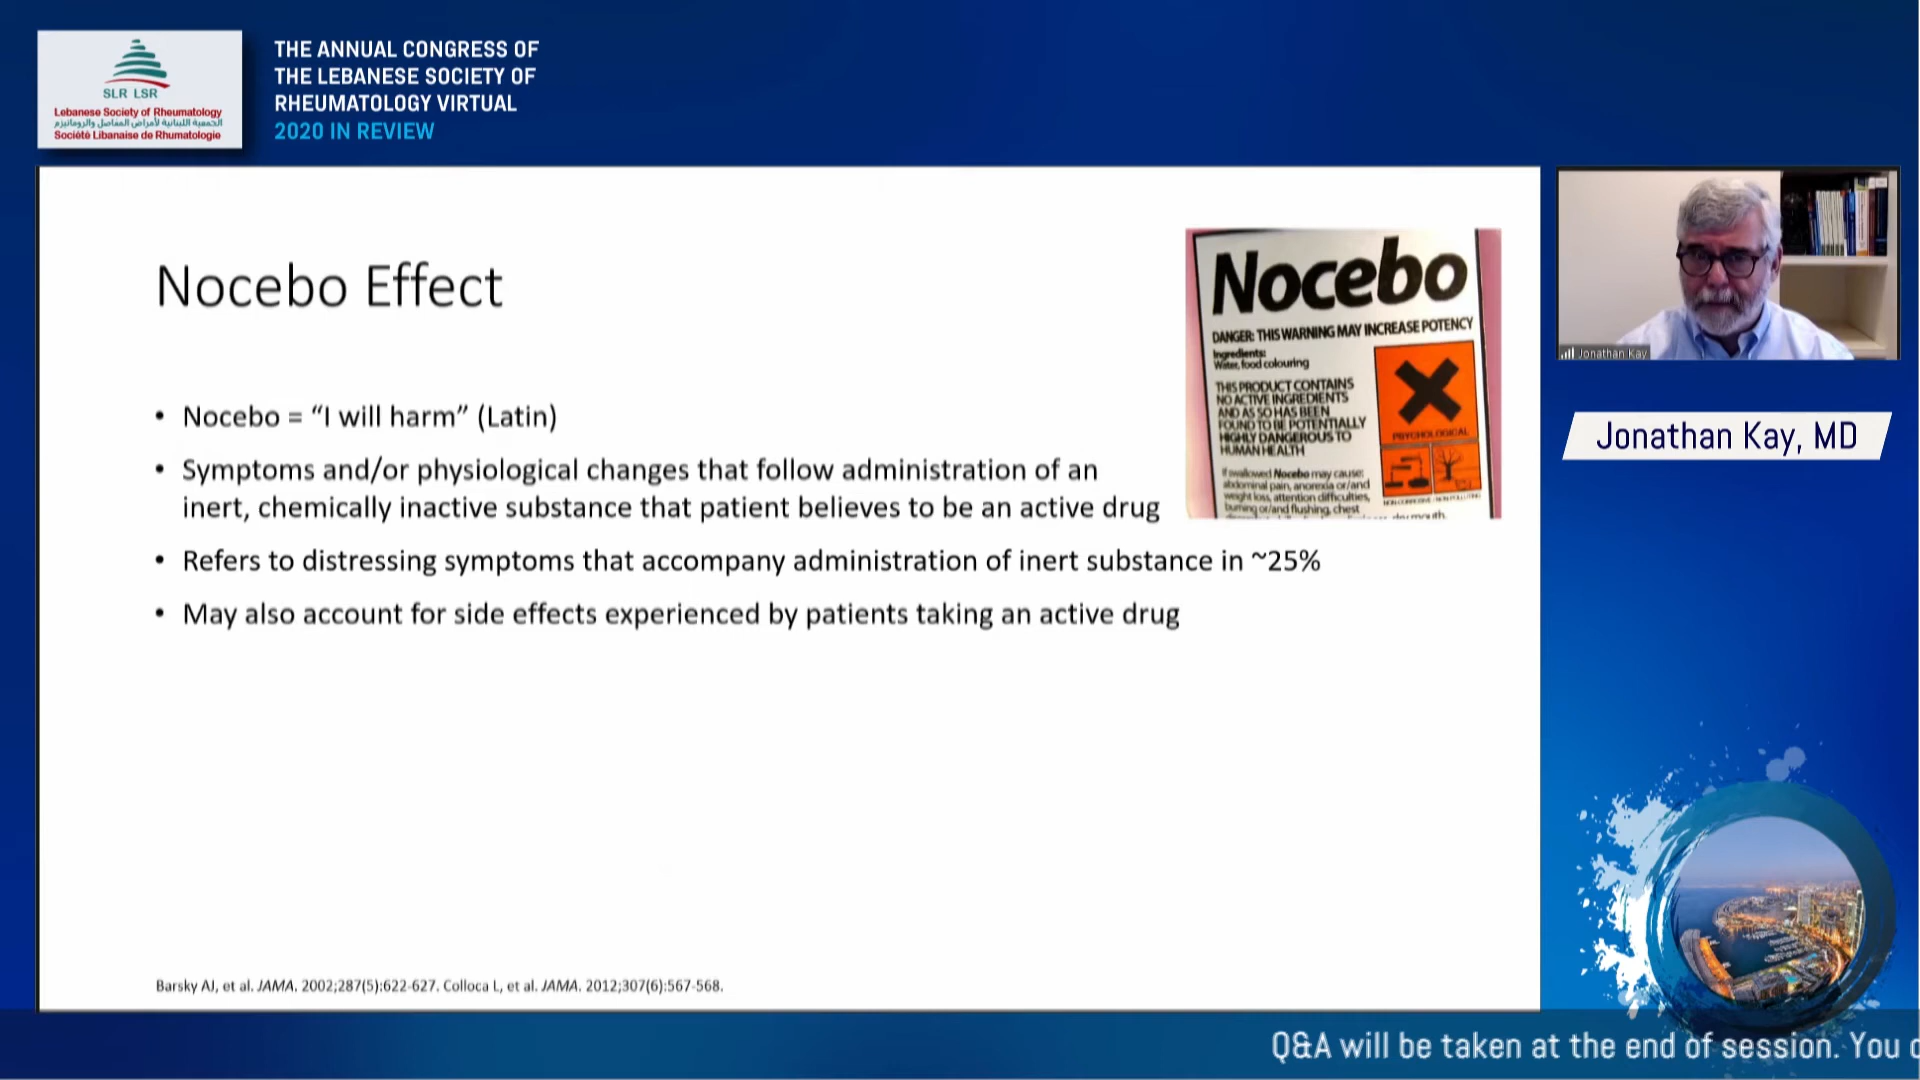 SLR LSR
Lebanese Society of Rheumatology
الجمعية اللبنانية لأمراض المفاصل والروماتيزم
Société Libanaise de Rhumatologie
THE ANNUAL CONGRESS OF
THE LEBANESE SOCIETY OF
RHEUMATOLOGY VIRTUAL
2020 IN REVIEW
Nocebo Effect
• Nocebo = “I will harm” (Latin)
• Symptoms and/or physiological changes that follow administration of an
inert, chemically inactive substance that patient believes to be an active drug
• Refers to distressing symptoms that accompany administration of inert substance in ~25%
• May also account for side effects experienced by patients taking an active drug
Nocebo
DANGER: THIS WARNING MAY INCREASE POTENCY
Ingredients:
Water, food colouring
THIS PRODUCT CONTAINS
NO ACTIVE INGREDIENTS
AND AS SO HAS BEEN
FOUND TO BE POTENTIALLY
HIGHLY DANGEROUS TO
HUMAN HEALTH
PSYCHOLOGICAL
If swallowed Nocebo may cause:
abdominal pain, anorexia or/and
weight loss, attention difficulties,
burning or/and flushing, chest
dry mouth,
Barsky AJ, et al. JAMA. 2002;287(5):622-627. Colloca L, et al. JAMA. 2012;307(6):567-568.
Jonathan Kay
Jonathan Kay, MD
Q&A will be taken at the end of session. You